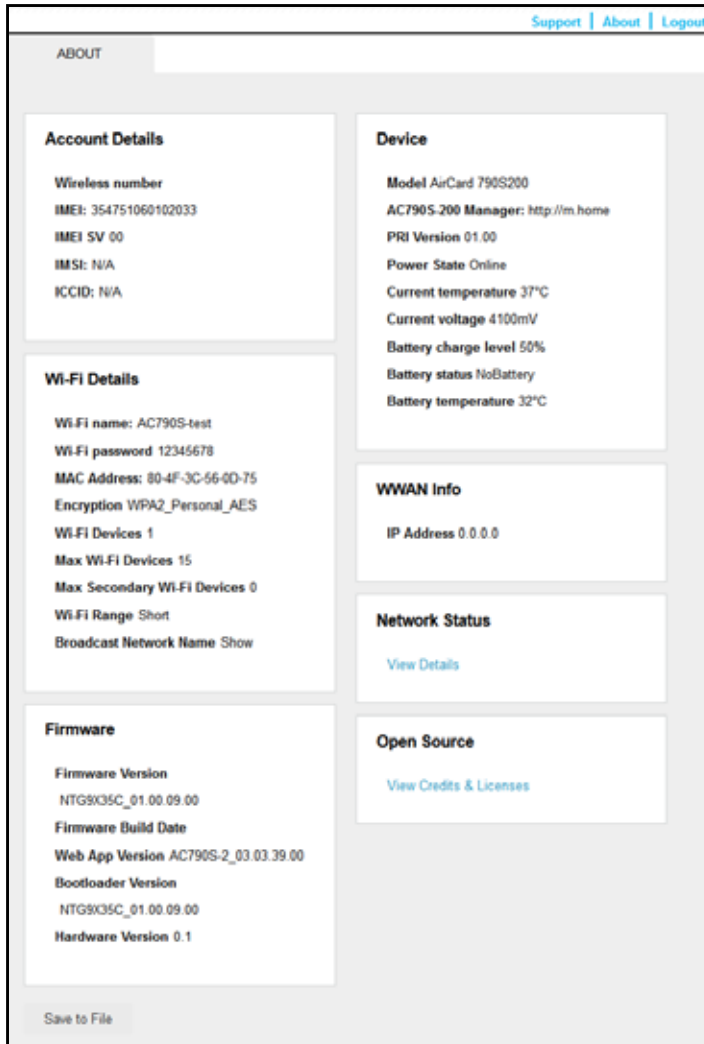 Support | About | Logout
ABOUT
Account Details
Wireless number
IMEI: 354751060102033
IMEI SV 00
IMSI: N/A
ICCID: N/A
Wi-Fi Details
Wi-Fi name: AC790S-test
Wi-Fi password 12345678
MAC Address: 80-4F-3C-56-0D-75
Encryption WPA2_Personal_AES
Wi-Fi Devices 1
Max Wi-Fi Devices 15
Max Secondary Wi-Fi Devices 0
Wi-Fi Range Short
Broadcast Network Name Show
Firmware
Firmware Version
NTG9X35C_01.00.09.00
Firmware Build Date
Web App Version AC790S-2_03.03.39.00
Bootloader Version
NTG9X35C_01.00.09.00
Hardware Version 0.1
Save to File
Device
Model AirCard 790S200
AC790S-200 Manager: http://m.home
PRI Version 01.00
Power State Online
Current temperature 37°C
Current voltage 4100mV
Battery charge level 50%
Battery status NoBattery
Battery temperature 32°C
WWAN Info
IP Address 0.0.0.0
Network Status
View Details
Open Source
View Credits & Licenses